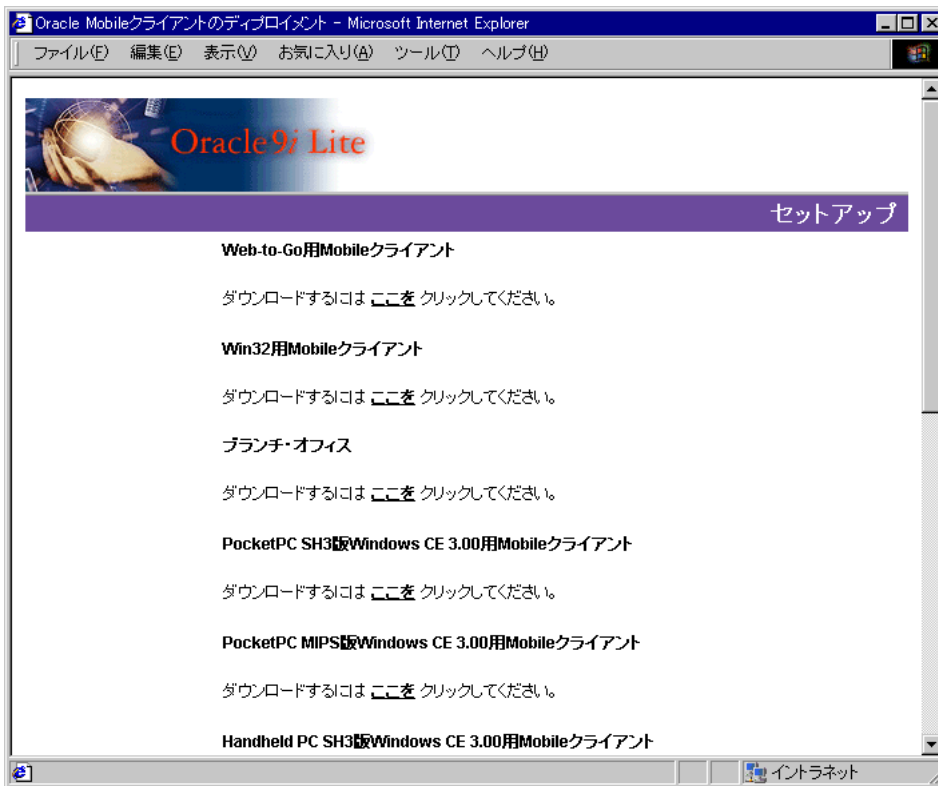 Oracle Mobileクライアントのディプロイメント - Microsoft Internet Explorer
ファイル(F) 編集(E) 表示(V) お気に入り(A) ツール(T) ヘルプ(H)
Oracle9i Lite
セットアップ
Web-to-Go用Mobileクライアント
ダウンロードするには ここを クリックしてください。
Win32用Mobileクライアント
ダウンロードするには ここを クリックしてください。
ブランチ・オフィス
ダウンロードするには ここを クリックしてください。
PocketPC SH3版Windows CE 3.00用Mobileクライアント
ダウンロードするには ここを クリックしてください。
PocketPC MIPS版Windows CE 3.00用Mobileクライアント
ダウンロードするには ここを クリックしてください。
Handheld PC SH3版Windows CE 3.00用Mobileクライアント
イントラネット